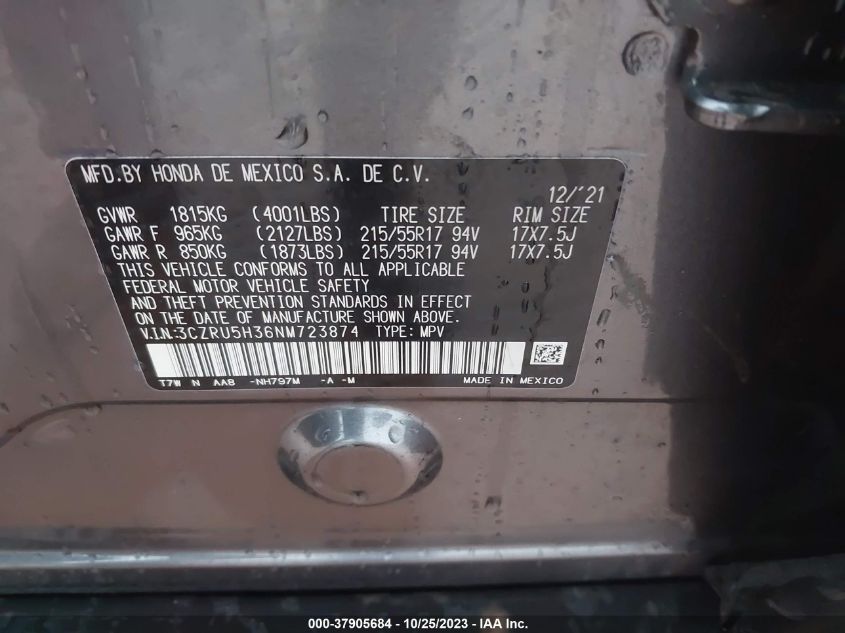 MFD.BY HONDA DE MEXICO S.A. DE C.V.
12/'21
GVWR 1815KG (4001LBS) TIRE SIZE RIM SIZE
GAWR F 965KG (2127LBS) 215/55R17 94V 17X7.5J
GAWR R 850KG (1873LBS) 215/55R17 94V 17X7.5J
THIS VEHICLE CONFORMS TO ALL APPLICABLE
FEDERAL MOTOR VEHICLE SAFETY
AND THEFT PREVENTION STANDARDS IN EFFECT
ON THE DATE OF MANUFACTURE SHOWN ABOVE.
V.I.N.:3CZRU5H36NM723874 TYPE: MPV
T7W N AAB -NH797M -A -M MADE IN MEXICO
000-37905684 / 10/25/2023 - © IAA Inc.